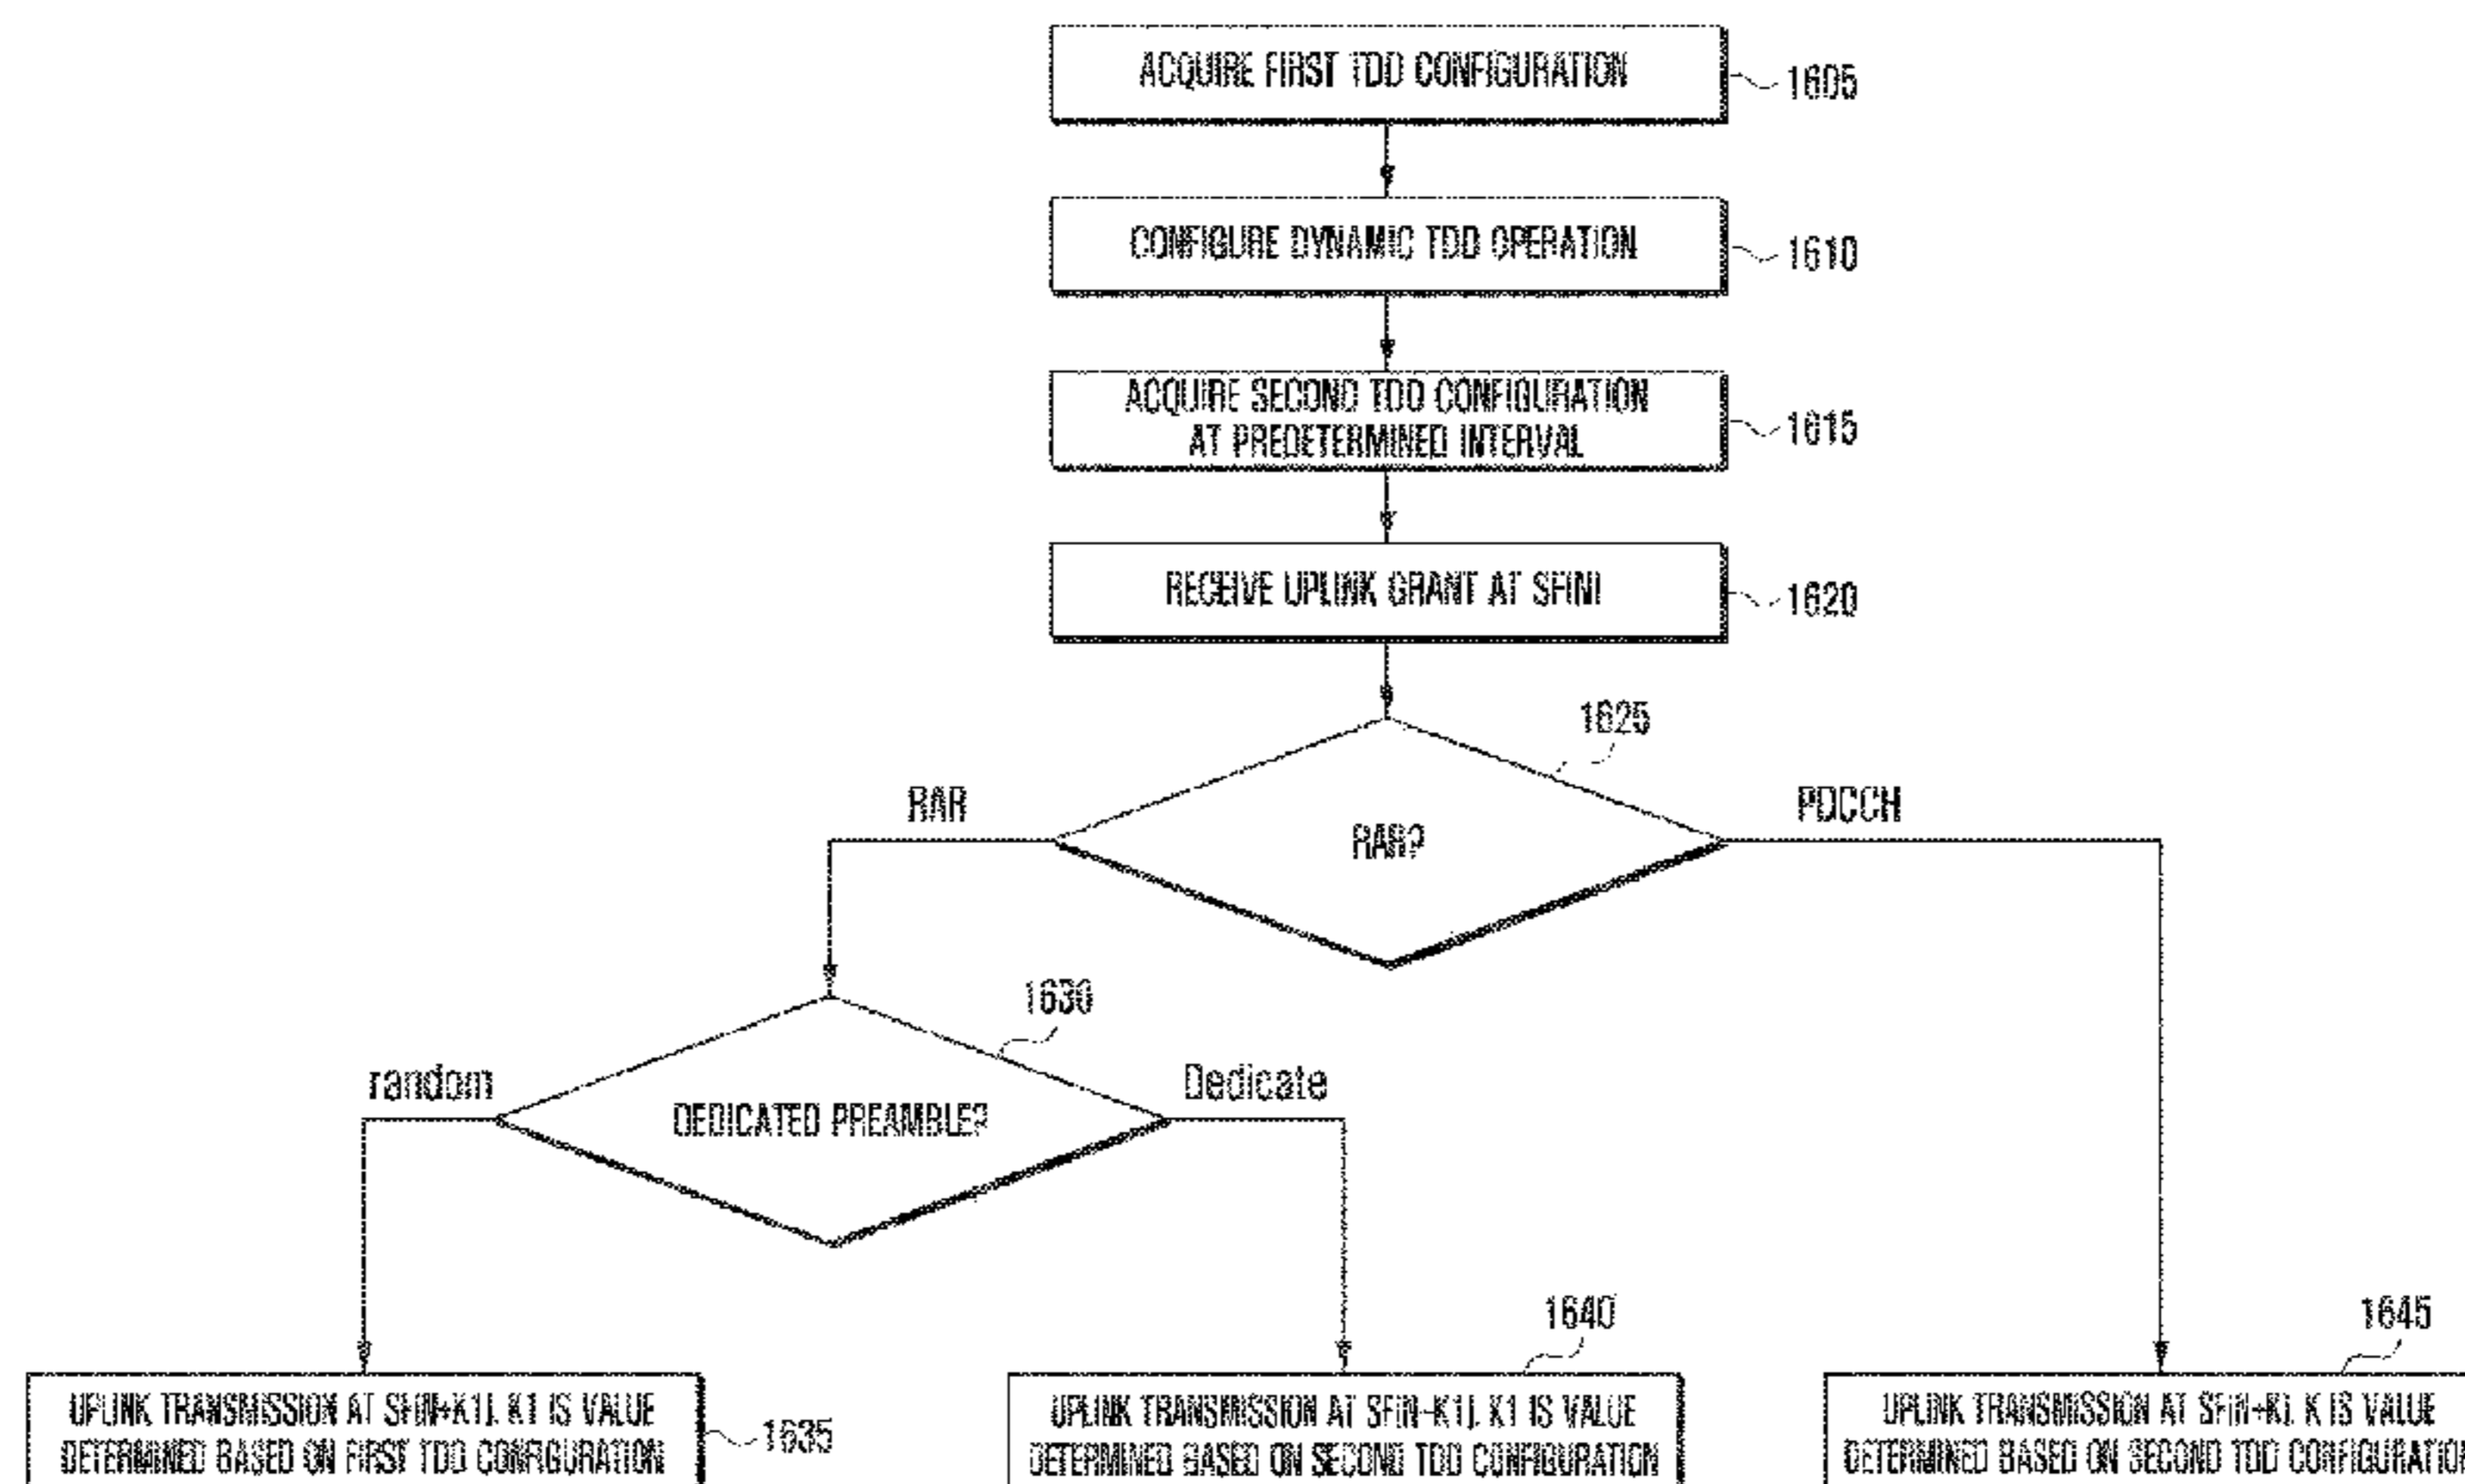 ACQUIRE FIRST TDD CONFIGURATION
1605
CONFIGURE DYNAMIC TDD OPERATION
1610
ACQUIRE SECOND TDD CONFIGURATION
AT PREDETERMINED INTERVAL
1615
RECEIVE UPLINK GRANT AT SF[N]
1620
1625
RAR
RAR?
PDCCH
1630
random
DEDICATED PREAMBLE?
Dedicate
UPLINK TRANSMISSION AT SF[N+K1]. K1 IS VALUE
DETERMINED BASED ON FIRST TDD CONFIGURATION
1635
1640
UPLINK TRANSMISSION AT SF[N+K1]. K1 IS VALUE
DETERMINED BASED ON SECOND TDD CONFIGURATION
1645
UPLINK TRANSMISSION AT SF[N+K]. K IS VALUE
DETERMINED BASED ON SECOND TDD CONFIGURATION